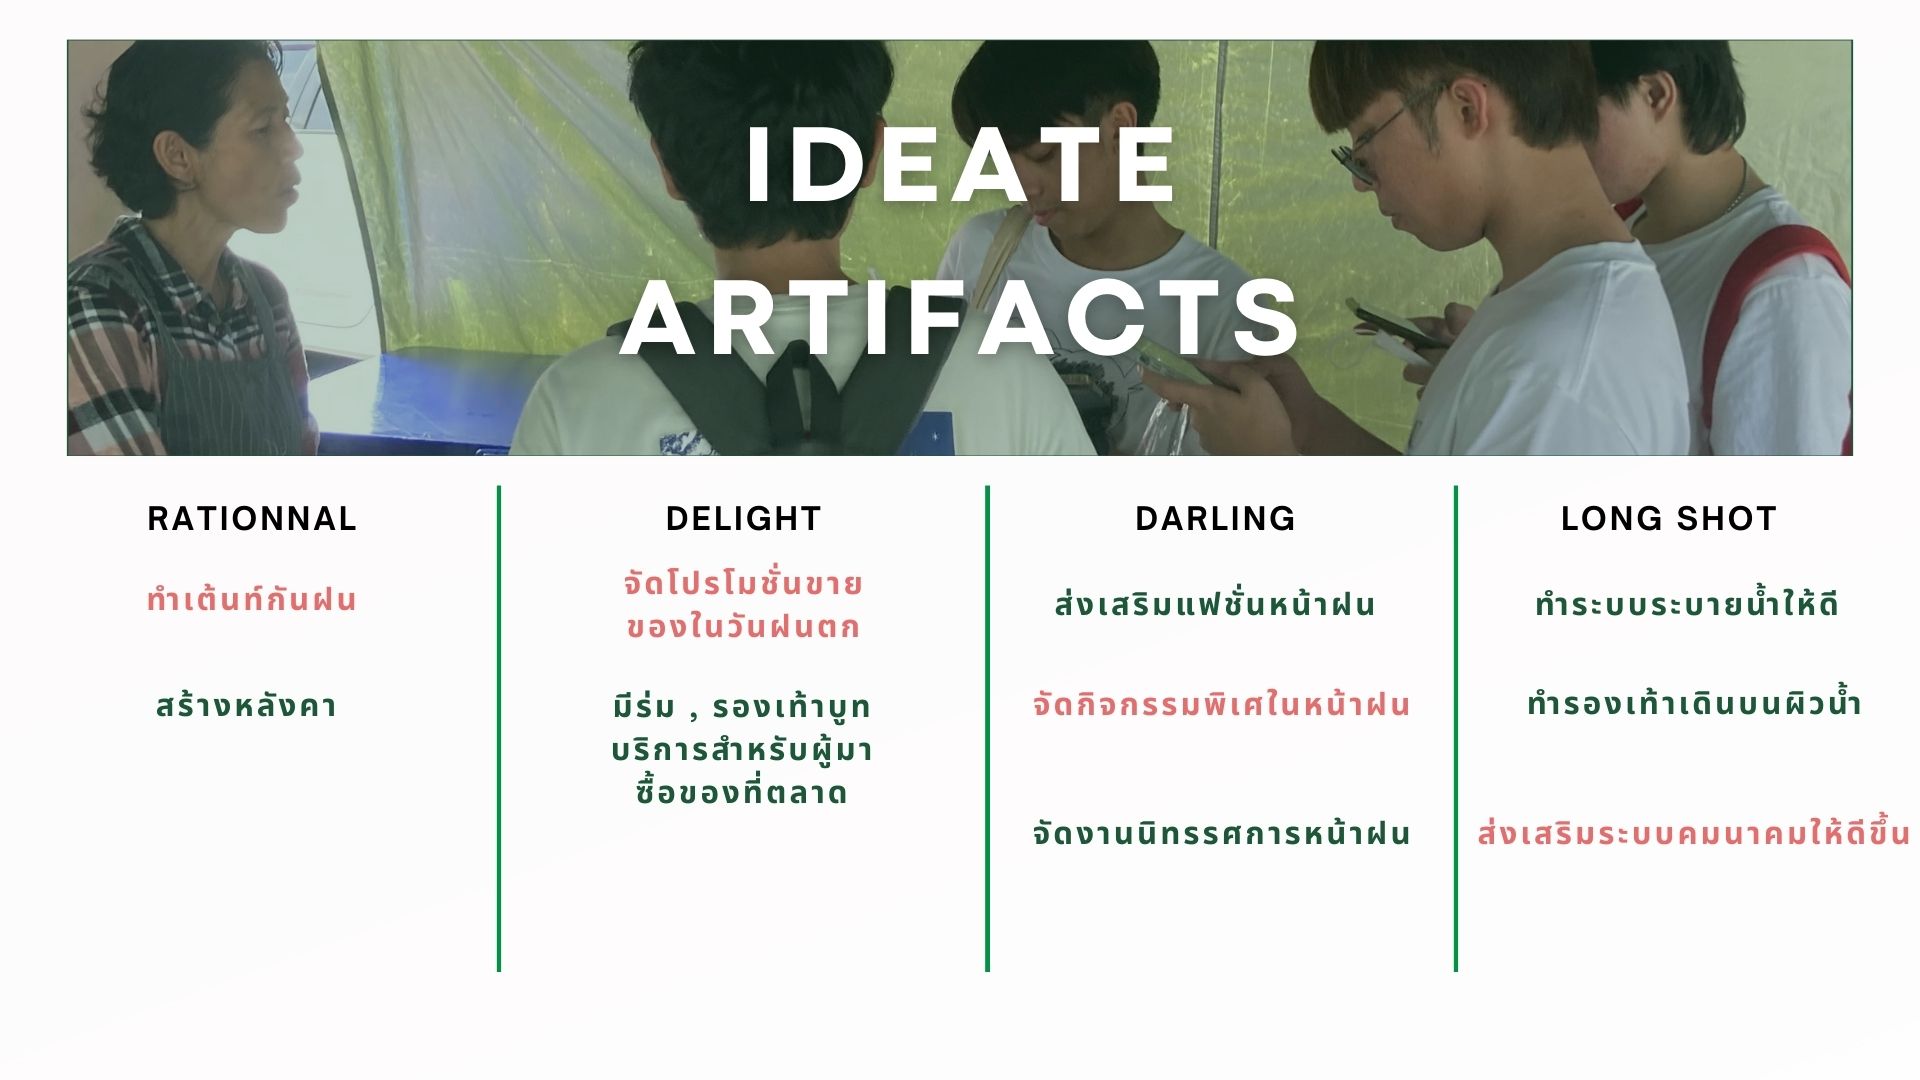 IDEATE
ARTIFACTS
RATIONNAL
ทำเต้นท์กันฝน
สร้างหลังคา
DELIGHT
จัดโปรโมชั่นขาย
ของในวันฝนตก
มีร่ม , รองเท้าบูท
บริการสำหรับผู้มา
ซื้อของที่ตลาด
DARLING
ส่งเสริมแฟชั่นหน้าฝน
จัดกิจกรรมพิเศในหน้าฝน
จัดงานนิทรรศการหน้าฝน
LONG SHOT
ทำระบบระบายน้ำให้ดี
ทำรองเท้าเดินบนผิวน้ำ
ส่งเสริมระบบคมนาคมให้ดีขึ้น